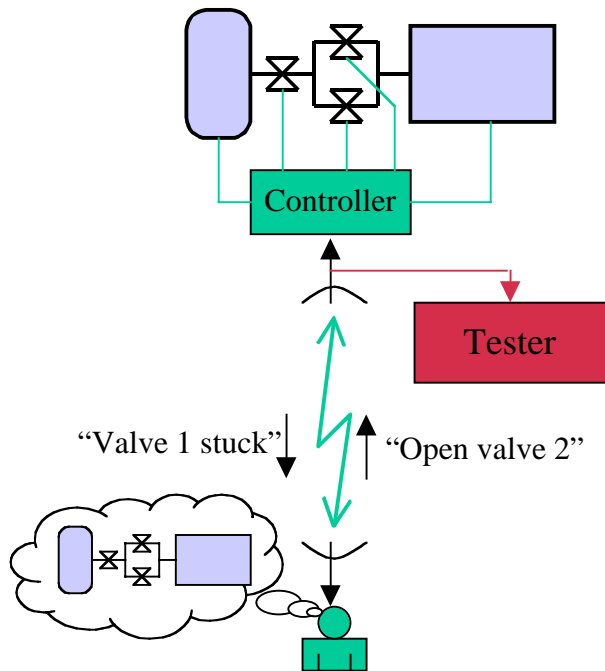 Controller
Tester
“Valve 1 stuck”
“Open valve 2”